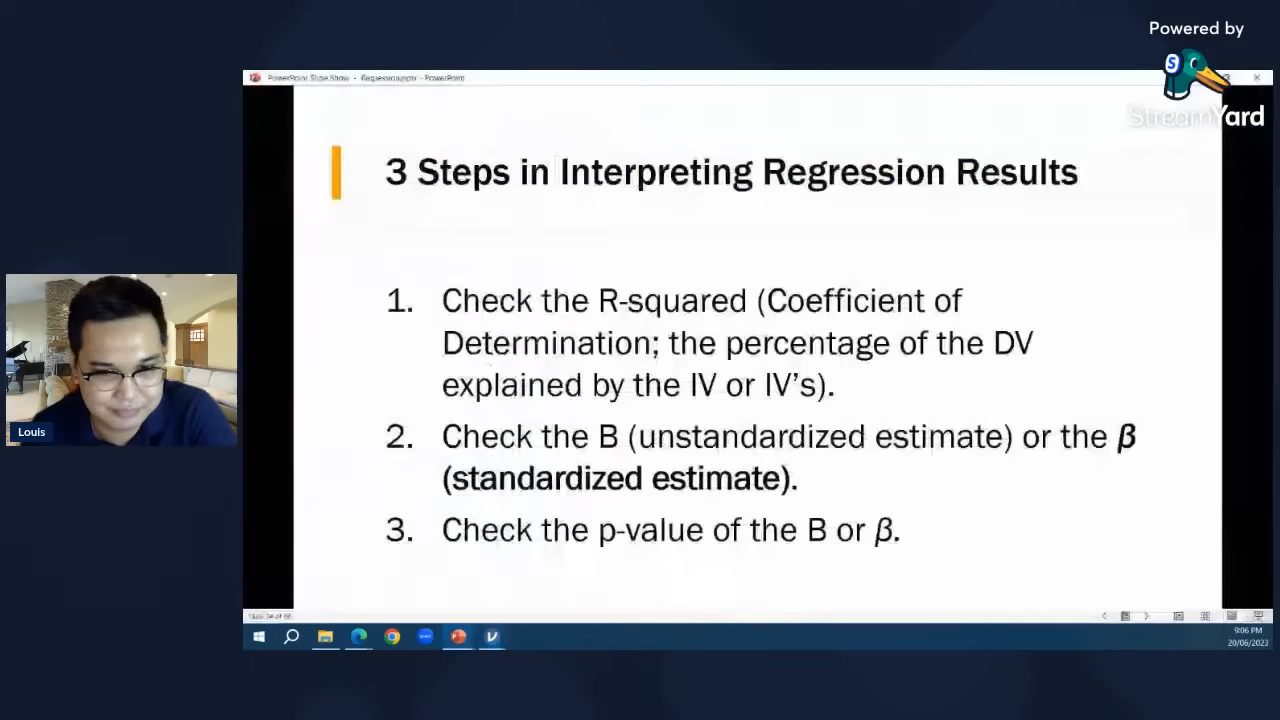 Powered by
StreamYard
PowerPoint Slide Show - Regression.pptx - PowerPoint
3 Steps in Interpreting Regression Results
1. Check the R-squared (Coefficient of
Determination; the percentage of the DV
explained by the IV or IV’s).
2. Check the B (unstandardized estimate) or the β
(standardized estimate).
3. Check the p-value of the B or β.
Louis
9:06 PM
20/06/2023